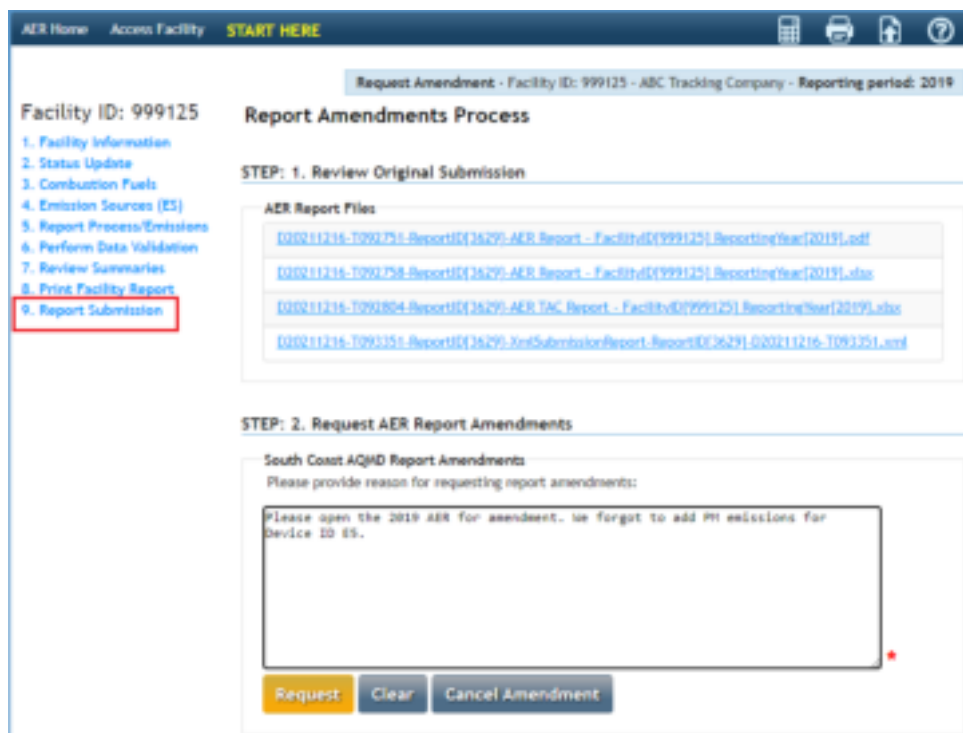 AER Home Access Facility START HERE
Request Amendment - Facility ID: 999125 - ABC Tracking Company - Reporting period: 2019
Facility ID: 999125
1. Facility Information
2. Status Update
3. Combustion Fuels
4. Emission Sources (ES)
5. Report Process/Emissions
6. Perform Data Validation
7. Review Summaries
8. Print Facility Report
9. Report Submission
Report Amendments Process
STEP: 1. Review Original Submission
AER Report Files
D20211216-T092751-ReportID[3629]-AER Report - FacilityID[999125] ReportingYear[2019].pdf
D20211216-T092758-ReportID[3629]-AER Report - FacilityID[999125] ReportingYear[2019].xlsx
D20211216-T092804-ReportID[3629]-AER TAC Report - FacilityID[999125] ReportingYear[2019].xlsx
D20211216-T093351-ReportID[3629]-XmlSubmissionReport-ReportID[3629]-D20211216-T093351.xml
STEP: 2. Request AER Report Amendments
South Coast AQMD Report Amendments
Please provide reason for requesting report amendments:
Please open the 2019 AER for amendment. We forgot to add PM emissions for
Device ID E5.
*
Request Clear Cancel Amendment